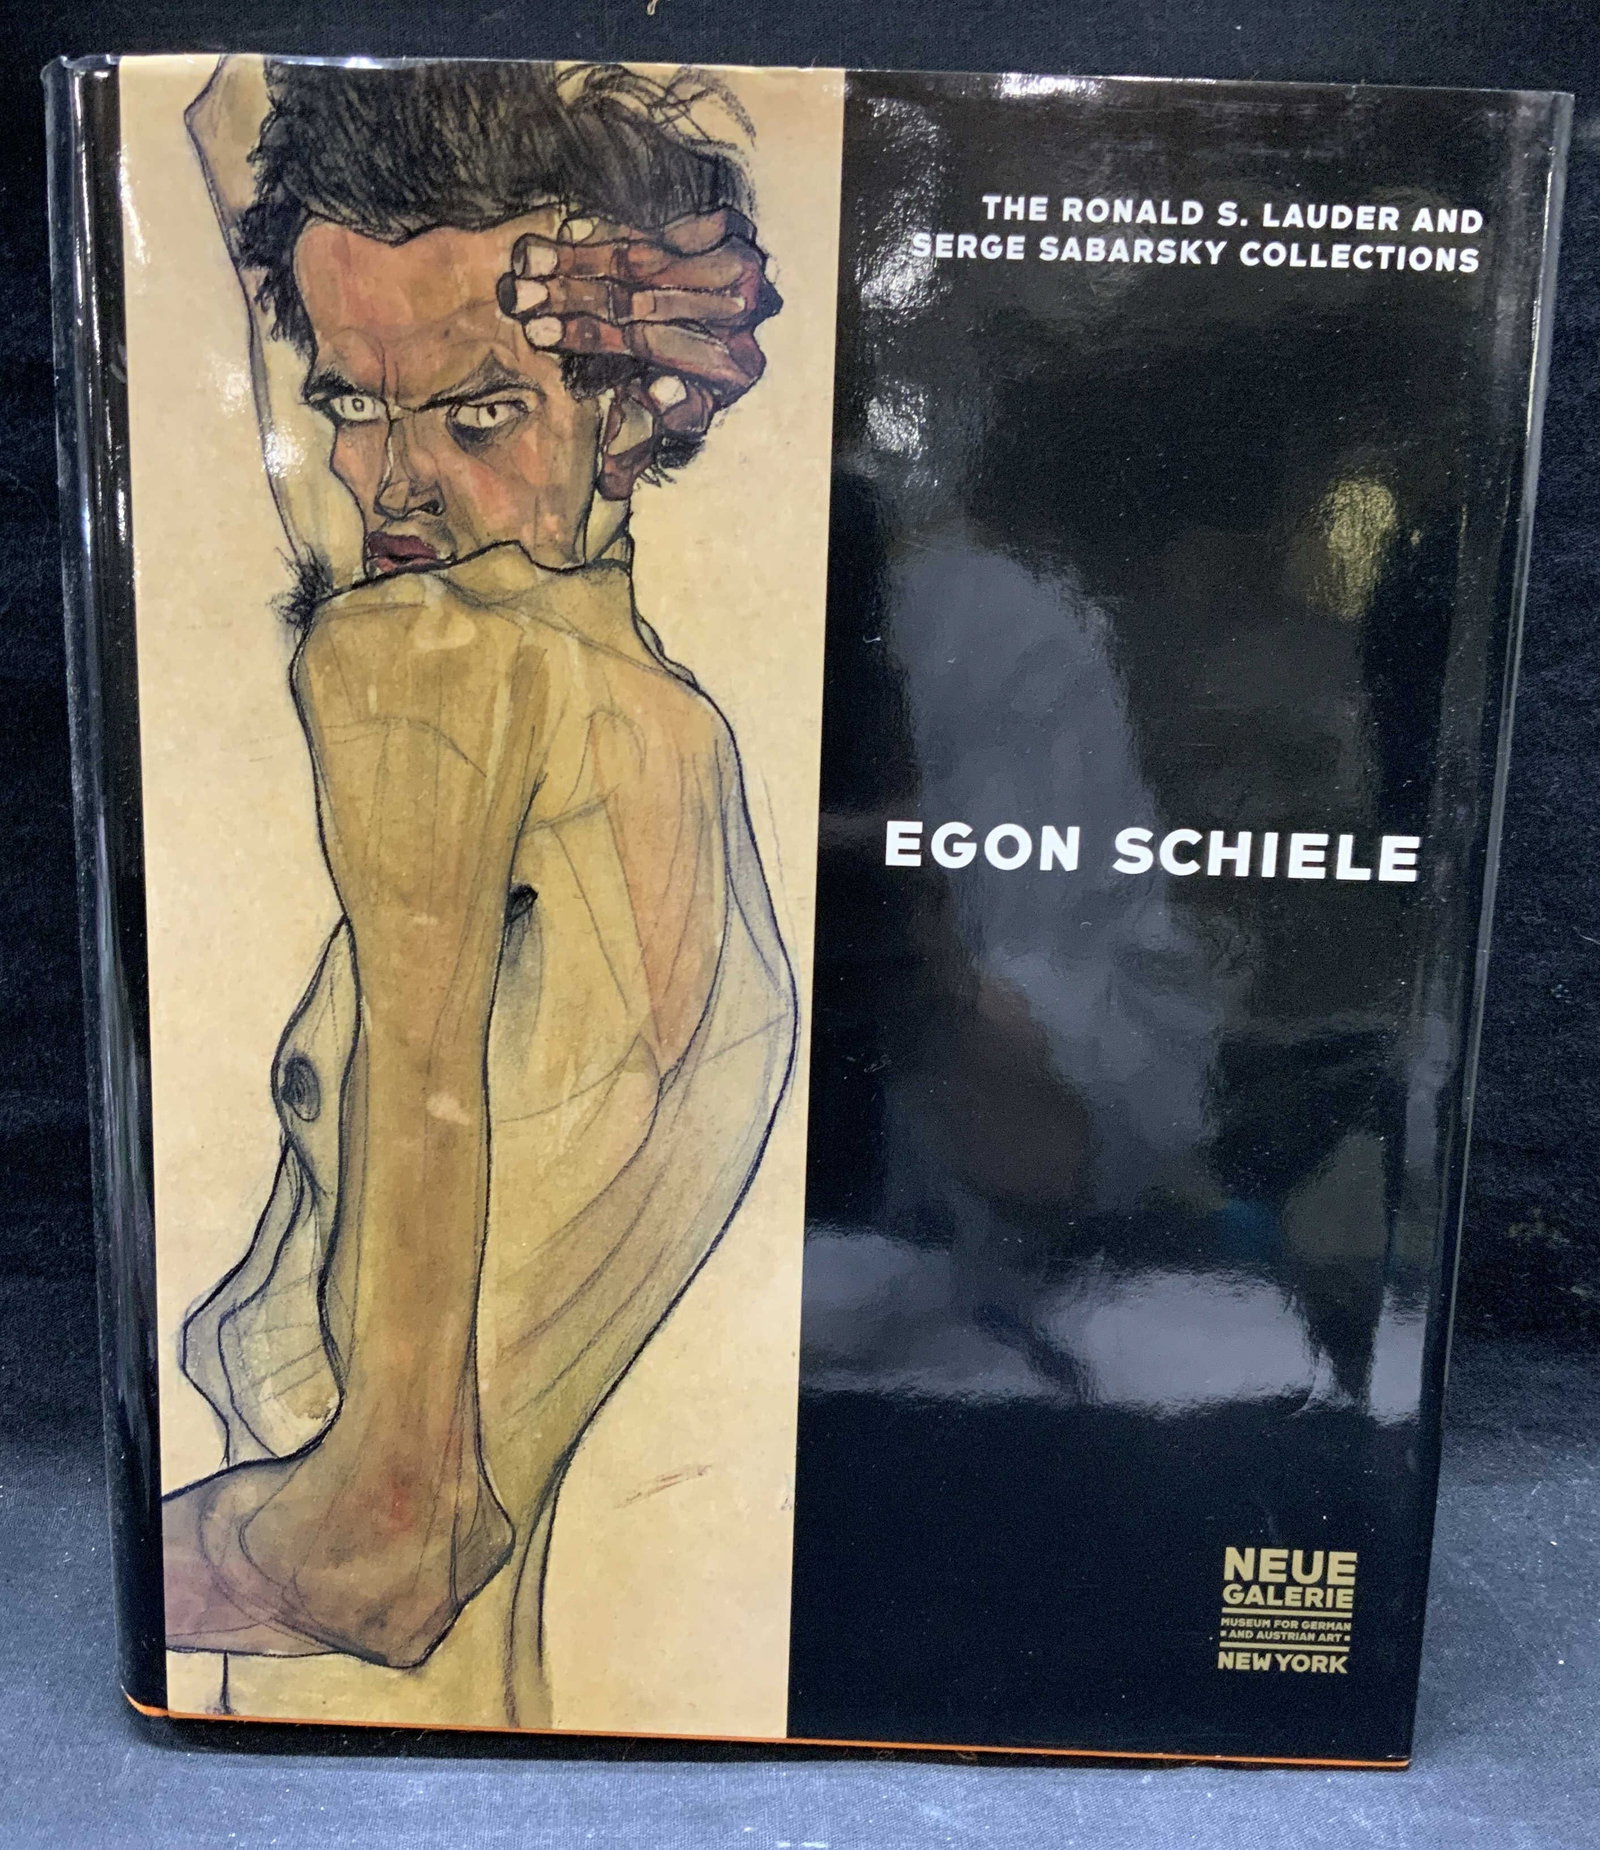 THE RONALD S. LAUDER AND
SERGE SABARSKY COLLECTIONS
EGON SCHIELE
NEUE
GALERIE
MUSEUM FOR GERMAN
▪ AND AUSTRIAN ART ▪
NEW YORK